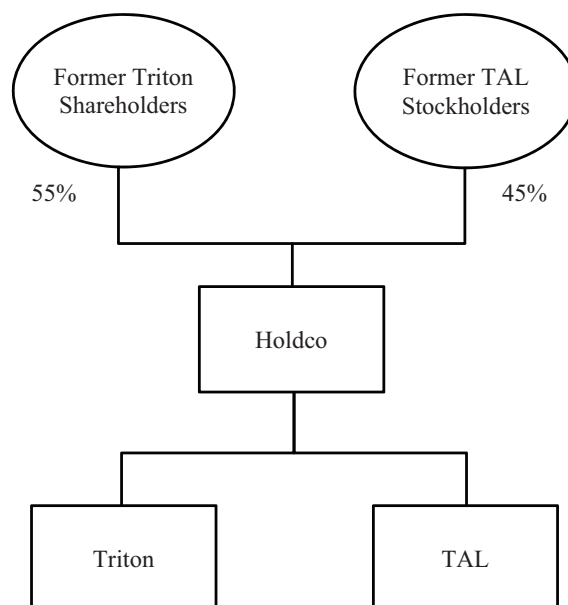 Former Triton
Shareholders
Former TAL
Stockholders
55%
45%
Holdco
Triton
TAL